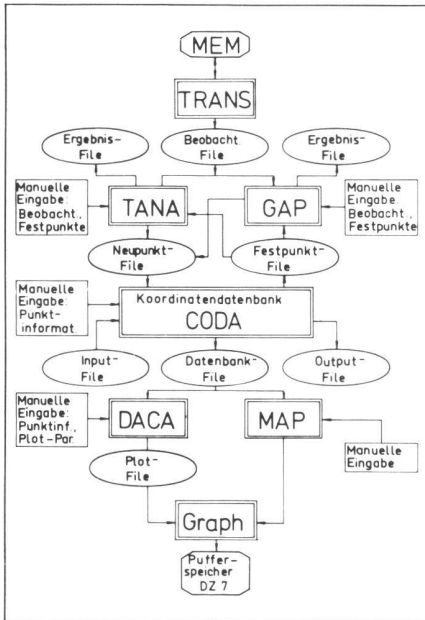 MEM
TRANS
Ergebnis-
File
Beobacht.
File
Ergebnis-
File
Manuelle
Eingabe:
Beobacht.,
Festpunkte
TANA
GAP
Manuelle
Eingabe:
Beobacht.,
Festpunkte
Neupunkt-
File
Festpunkt-
File
Manuelle
Eingabe:
Punkt-
informat.
Koordinatendatenbank
CODA
Input-
File
Datenbank-
File
Output-
File
Manuelle
Eingabe:
Punktinf.,
Plot-Par.
DACA
MAP
Manuelle
Eingabe
Plot-
File
Graph
Puffer-
speicher
DZ 7